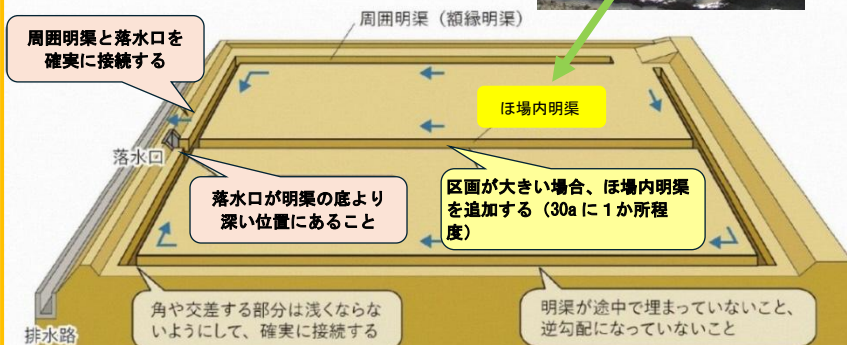 周囲明渠（額縁明渠）
周囲明渠と落水口を
確実に接続する
ほ場内明渠
落水口
落水口が明渠の底より
深い位置にあること
区画が大きい場合、ほ場内明渠
を追加する（30aに１か所程
度）
角や交差する部分は浅くならな
いようにして、確実に接続する
明渠が途中で埋まっていないこと、
逆勾配になっていないこと
排水路